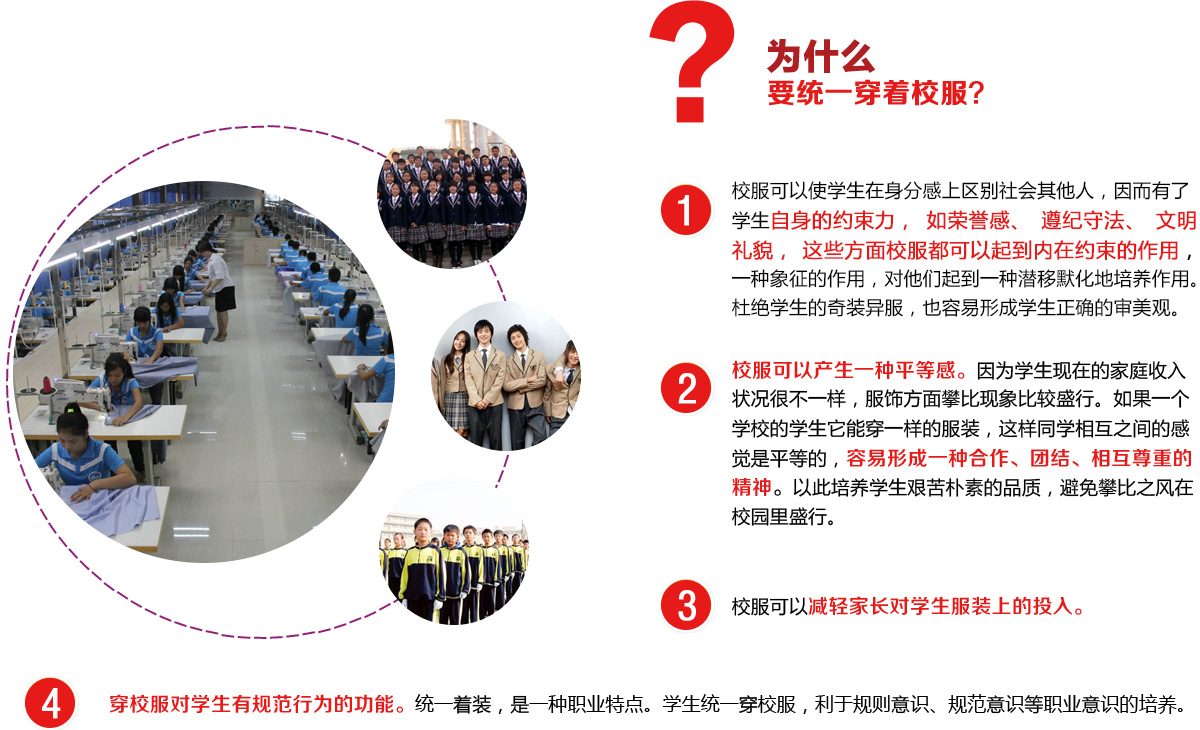 ?
为什么
要统一穿着校服?
1
校服可以使学生在身分感上区别社会其他人，因而有了
学生自身的约束力， 如荣誉感、 遵纪守法、 文明
礼貌， 这些方面校服都可以起到内在约束的作用，
一种象征的作用，对他们起到一种潜移默化地培养作用。
杜绝学生的奇装异服，也容易形成学生正确的审美观。
2
校服可以产生一种平等感。因为学生现在的家庭收入
状况很不一样，服饰方面攀比现象比较盛行。如果一个
学校的学生它能穿一样的服装，这样同学相互之间的感
觉是平等的，容易形成一种合作、团结、相互尊重的
精神。以此培养学生艰苦朴素的品质，避免攀比之风在
校园里盛行。
3
校服可以减轻家长对学生服装上的投入。
4
穿校服对学生有规范行为的功能。统一着装，是一种职业特点。学生统一穿校服，利于规则意识、规范意识等职业意识的培养。